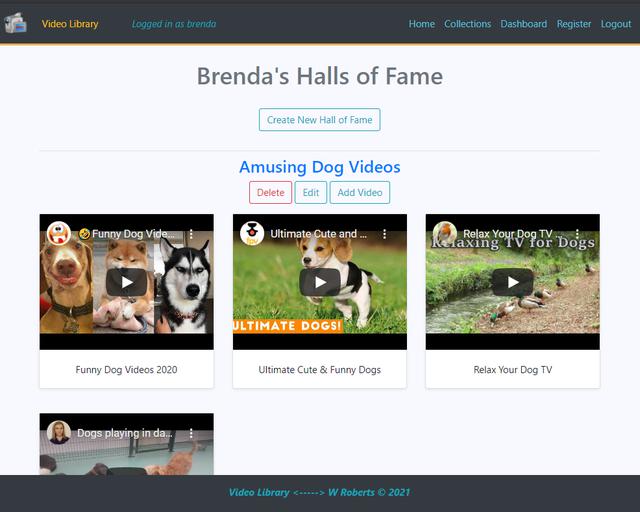 Video Library
Logged in as brenda
Home
Collections
Dashboard
Register
Logout
Brenda's Halls of Fame
Create New Hall of Fame
Amusing Dog Videos
Delete
Edit
Add Video
🤣Funny Dog Vide...
Ultimate Cute and ...
Relax Your Dog TV ...
Relaxing TV for Dogs
ULTIMATE DOGS!
Funny Dog Videos 2020
Ultimate Cute & Funny Dogs
Relax Your Dog TV
Dogs playing in da...
Video Library <-----> W Roberts © 2021